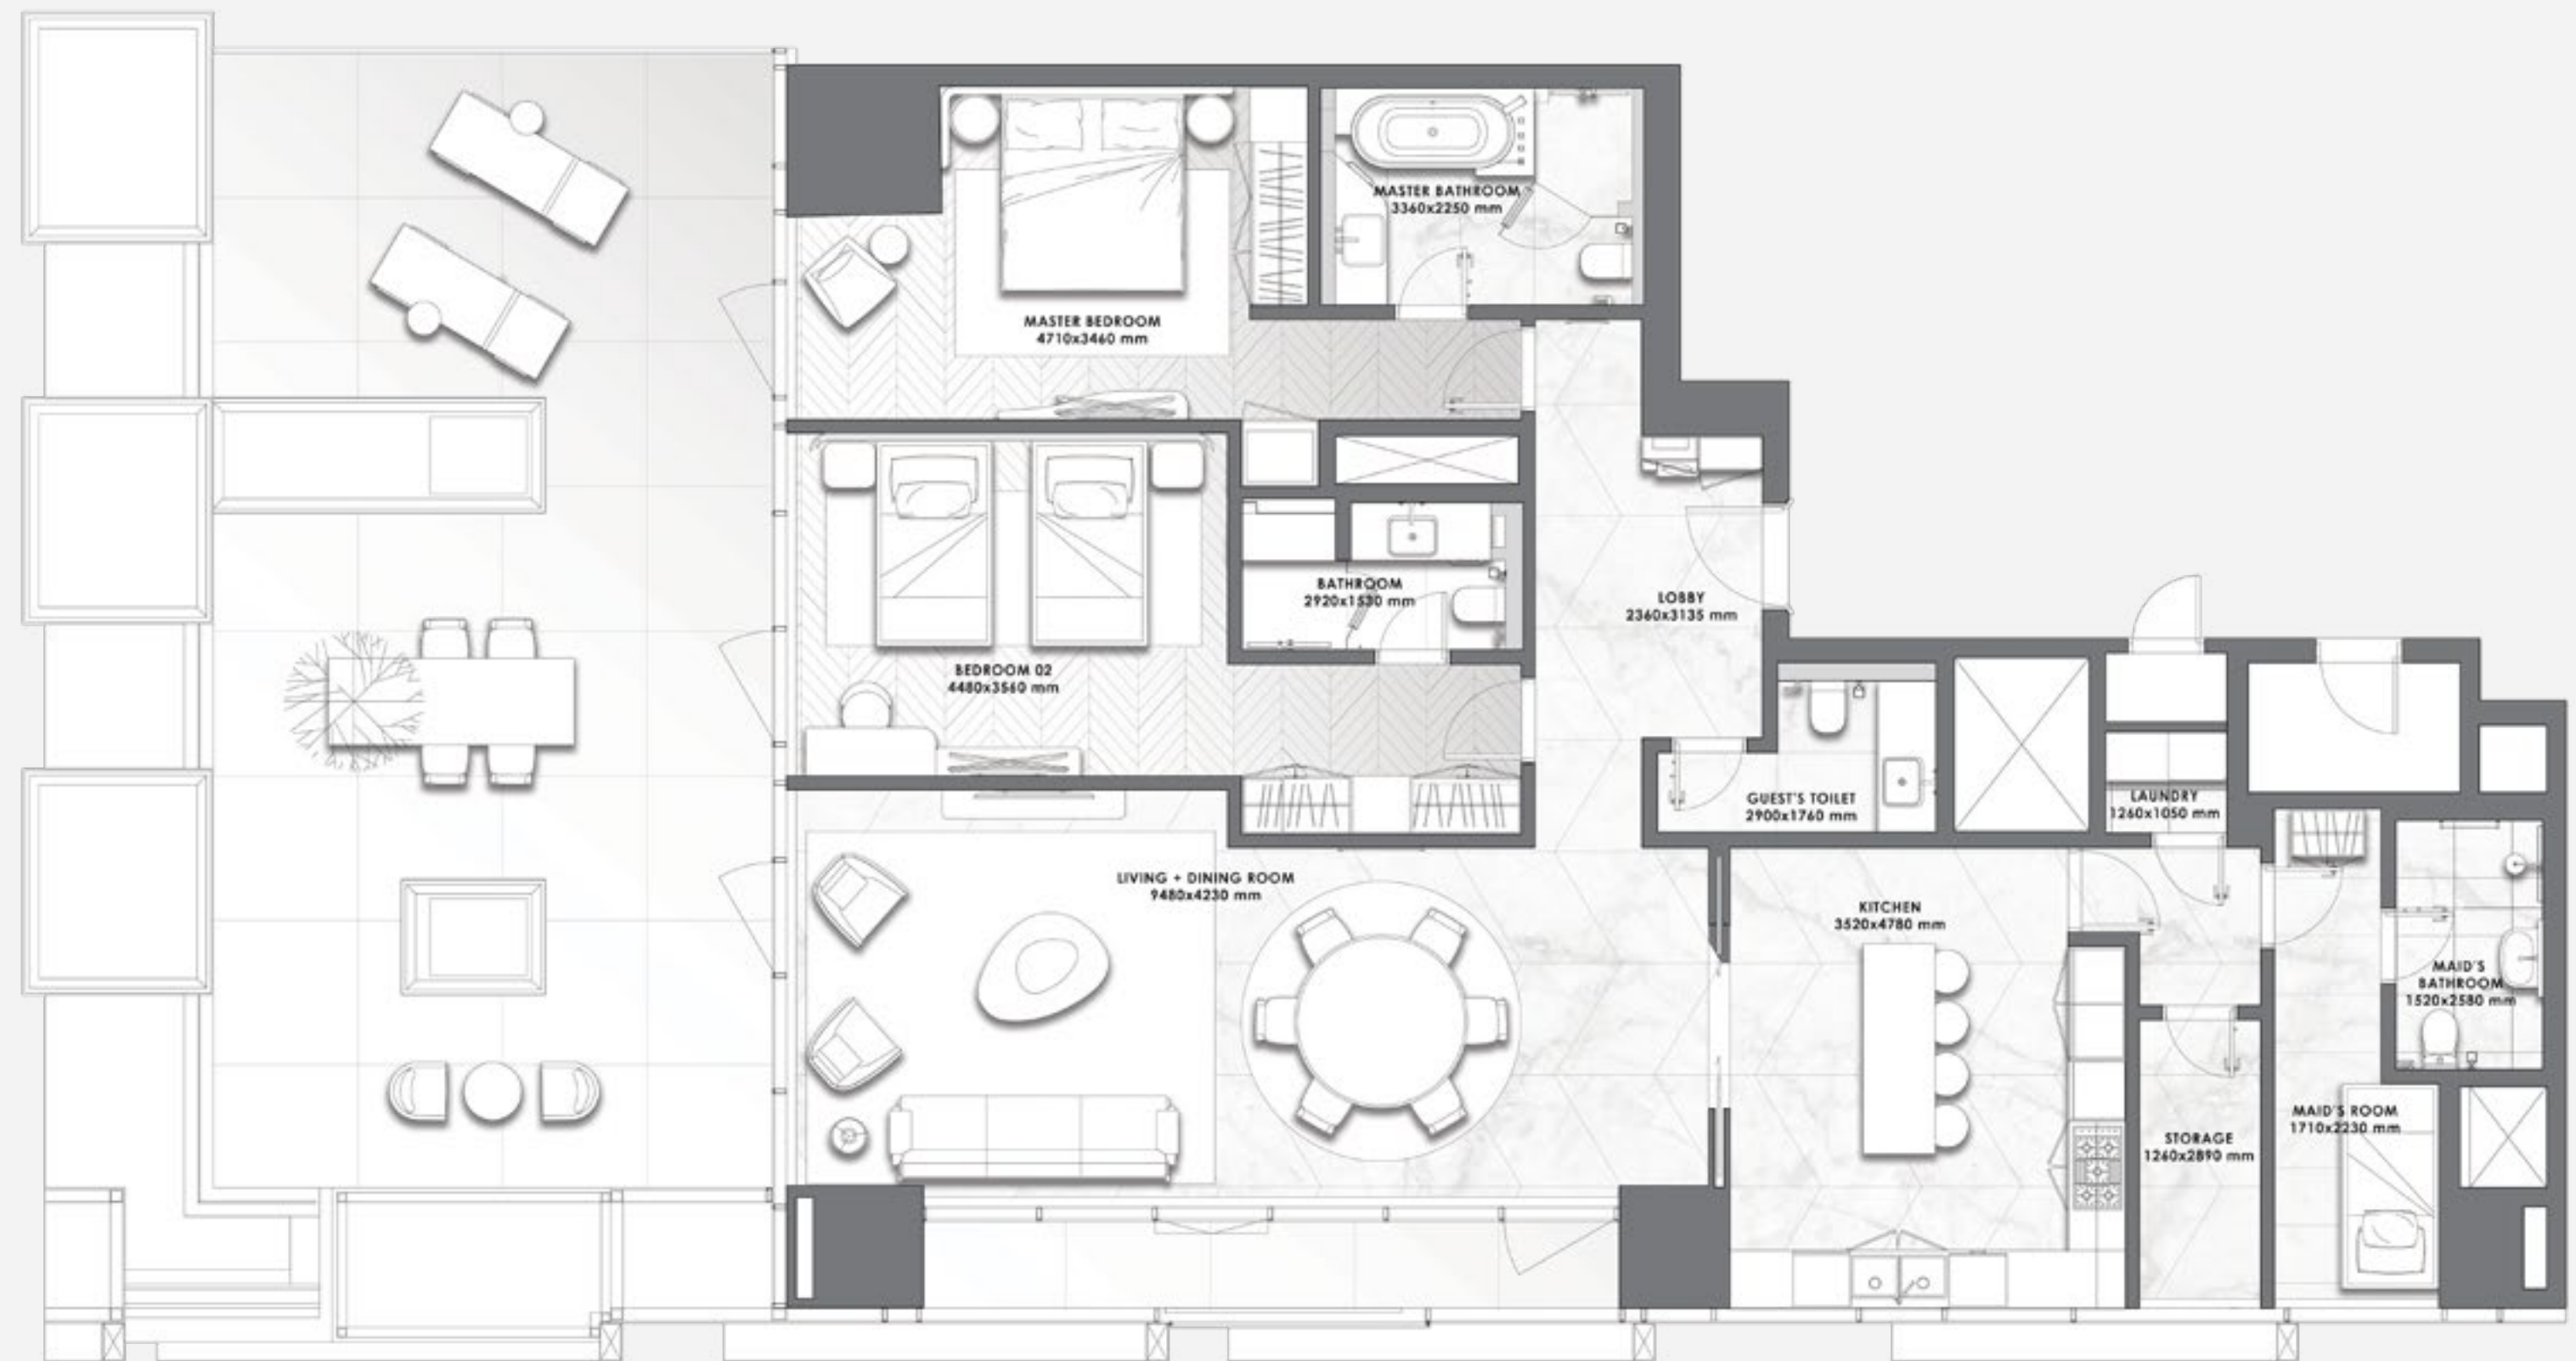 MASTER BATHROOM
3360x2250 mm
MASTER BEDROOM
4710x3460 mm
BATHROOM
2920x1530 mm
LOBBY
2360x3135 mm
BEDROOM 02
4480x3560 mm
GUEST'S TOILET
2900x1760 mm
LAUNDRY
1260x1050 mm
LIVING + DINING ROOM
9480x4230 mm
KITCHEN
3520x4780 mm
MAID'S
BATHROOM
1520x2580 mm
MAID'S ROOM
1710x2230 mm
STORAGE
1260x2890 mm